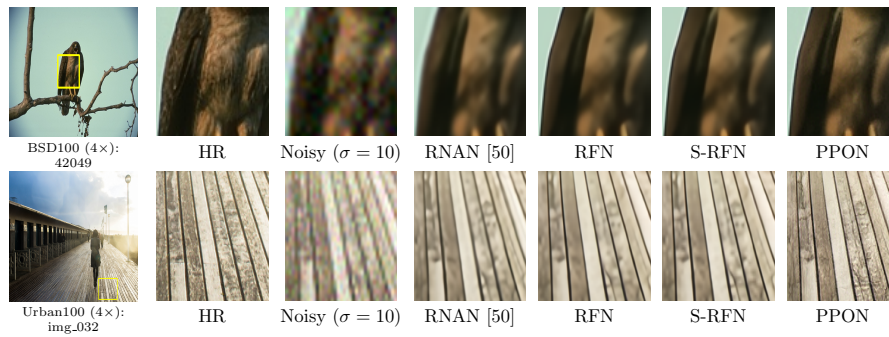 BSD100 (4×):
42049
HR
Noisy (σ = 10)
RNAN [50]
RFN
S-RFN
PPON
Urban100 (4×):
img_032
HR
Noisy (σ = 10)
RNAN [50]
RFN
S-RFN
PPON